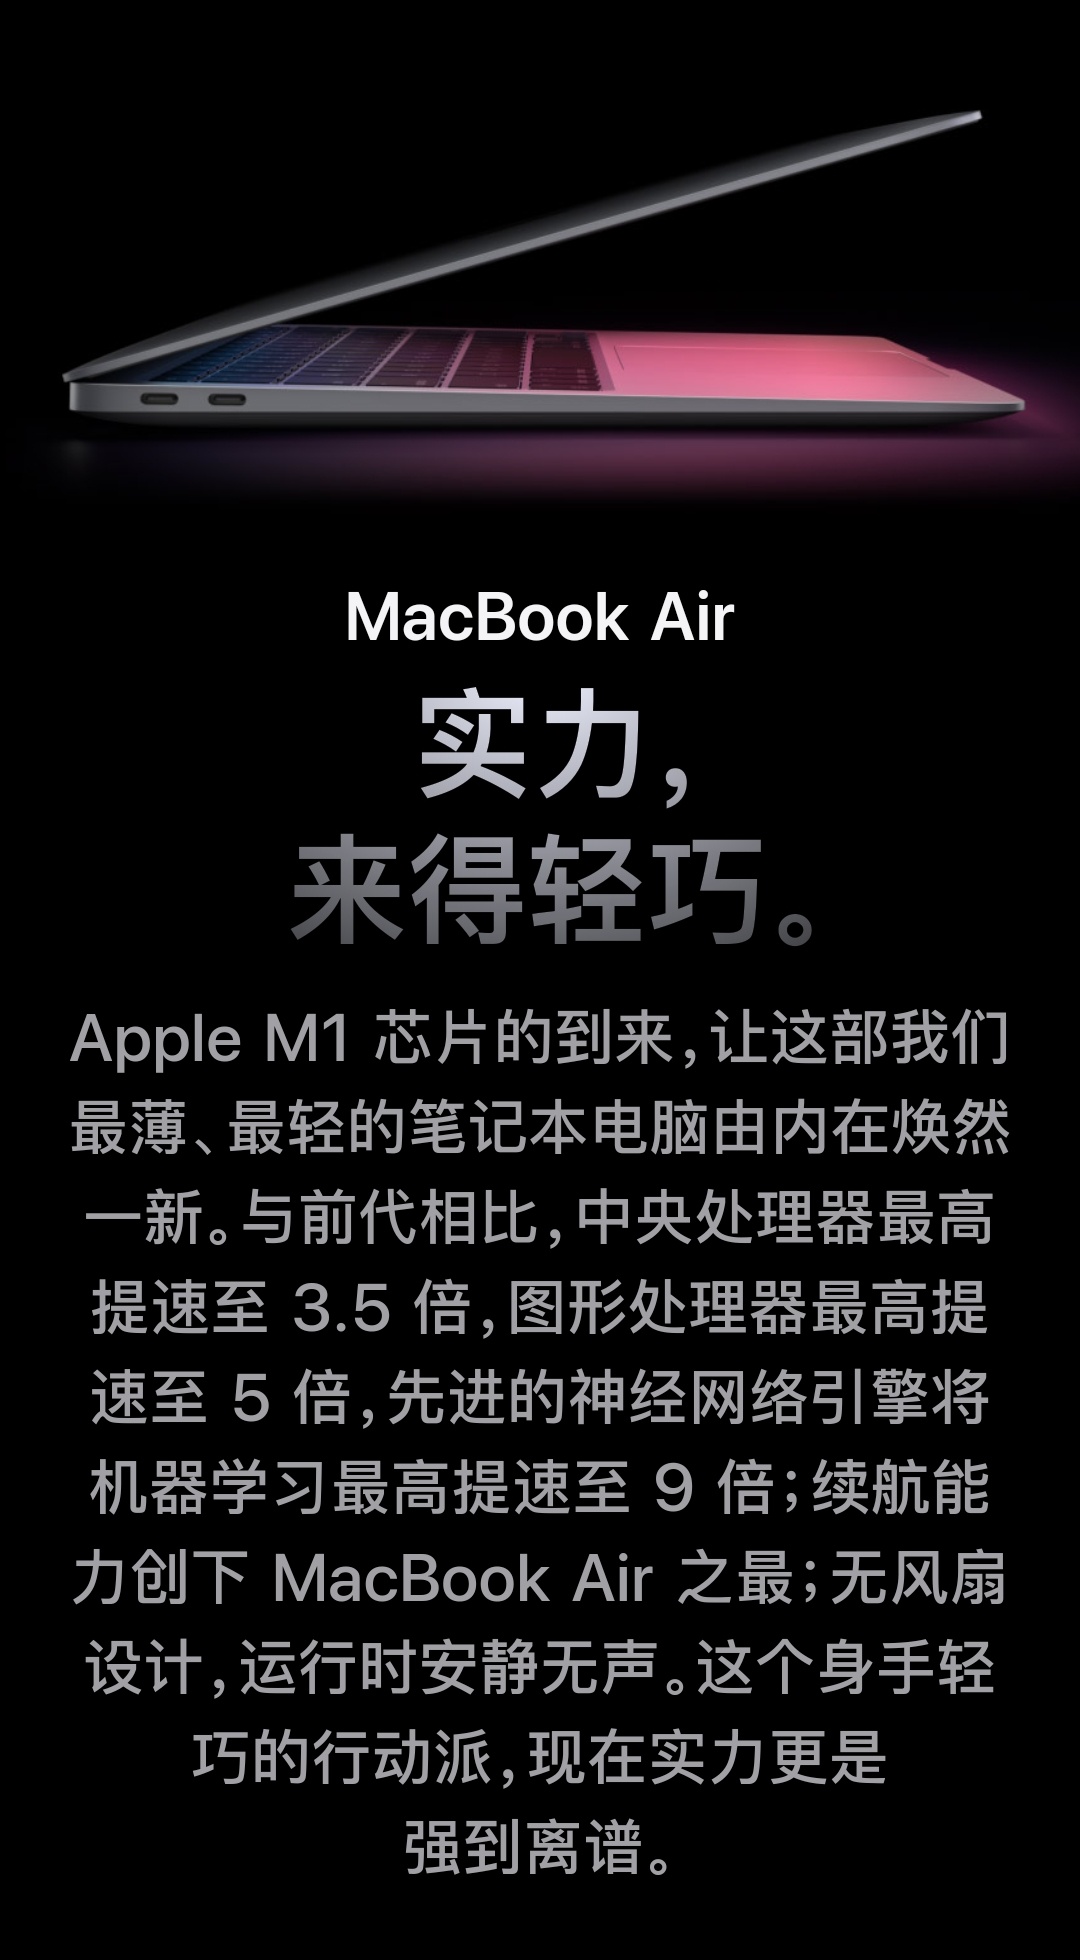 MacBook Air
实力，
来得轻巧。
Apple M1 芯片的到来，让这部我们
最薄、最轻的笔记本电脑由内在焕然
一新。与前代相比，中央处理器最高
提速至 3.5 倍，图形处理器最高提
速至 5 倍，先进的神经网络引擎将
机器学习最高提速至 9 倍；续航能
力创下 MacBook Air 之最；无风扇
设计，运行时安静无声。这个身手轻
巧的行动派，现在实力更是
强到离谱。